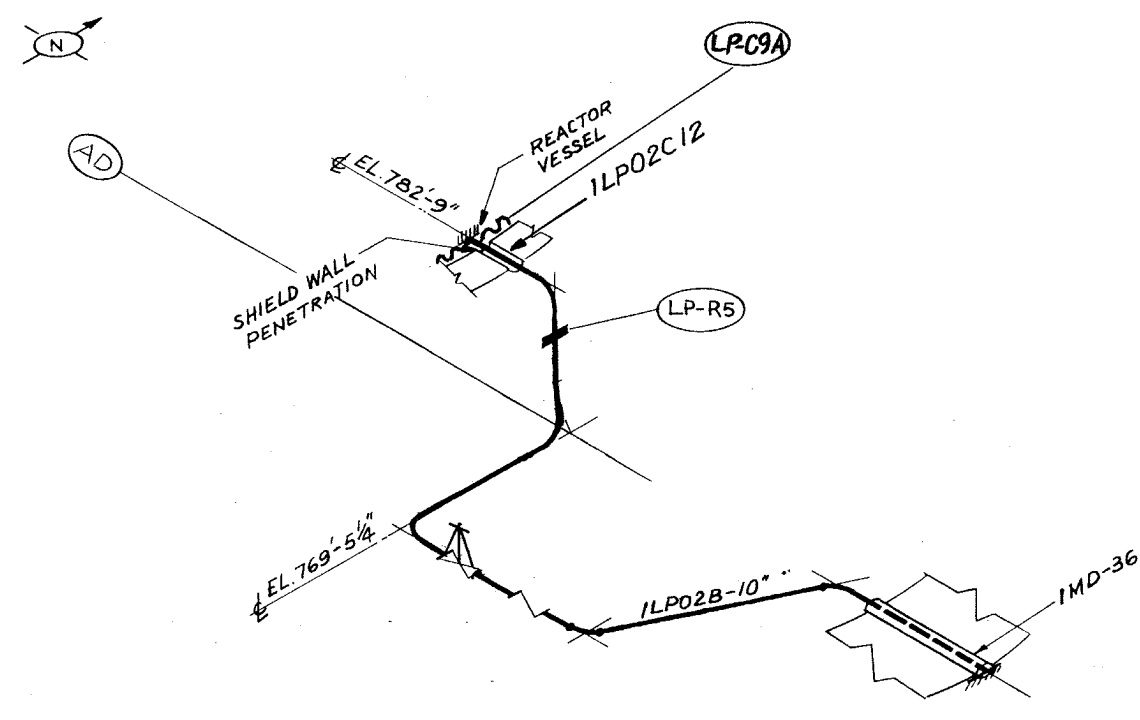 N
LP-C9A
AD
REACTOR
VESSEL
1LP02C12
℄ EL. 782'-9"
SHIELD WALL
PENETRATION
LP-R5
℄ EL. 769'-5¼"
1LP02B-10"
1MD-36